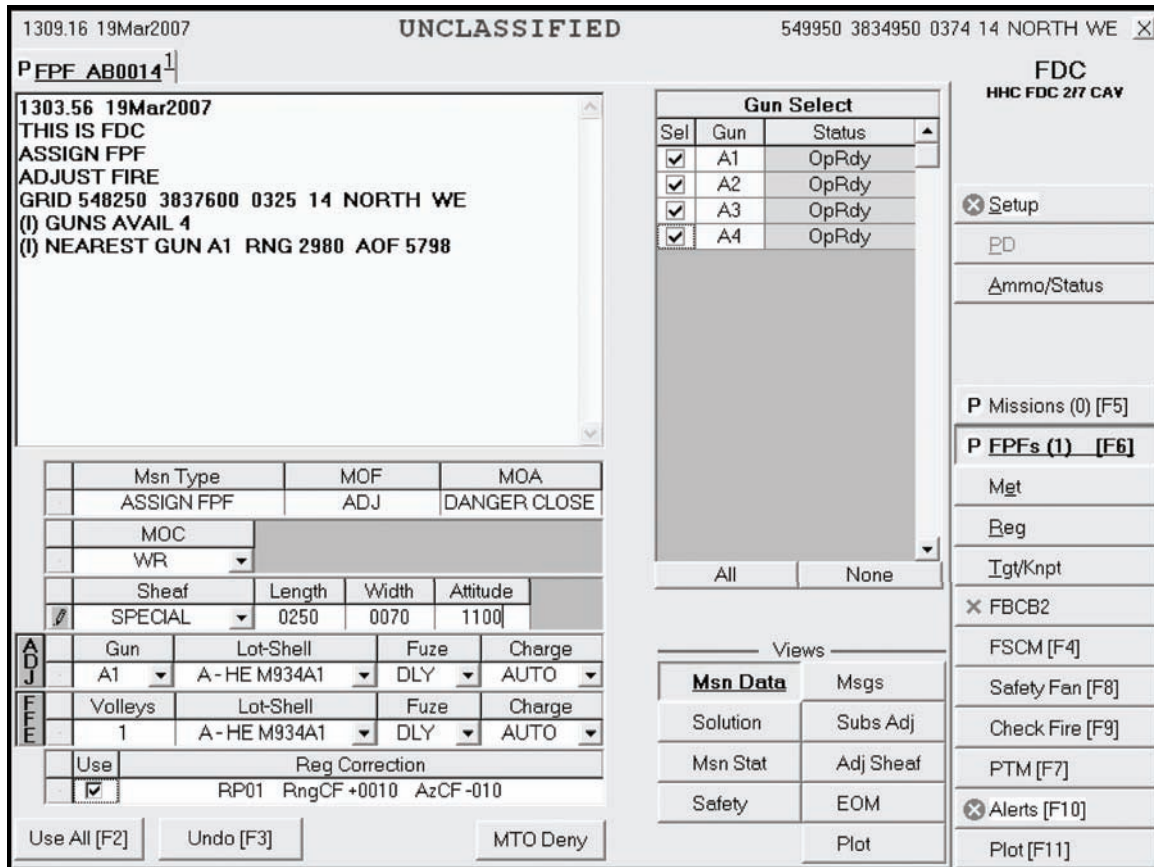 1309.16 19Mar2007 UNCLASSIFIED 549950 3834950 0374 14 NORTH WE X
P FPF AB0014 1
1303.56 19Mar2007
THIS IS FDC
ASSIGN FPF
ADJUST FIRE
GRID 548250 3837600 0325 14 NORTH WE
(I) GUNS AVAIL 4
(I) NEAREST GUN A1 RNG 2980 AOF 5798
Msn Type MOF MOA
ASSIGN FPF ADJ DANGER CLOSE
MOC
WR
Sheaf Length Width Attitude
SPECIAL 0250 0070 1100
ADJ
Gun Lot-Shell Fuze Charge
A1 A - HE M934A1 DLY AUTO
FFE
Volleys Lot-Shell Fuze Charge
1 A - HE M934A1 DLY AUTO
Use Reg Correction
RP01 RngCF +0010 AzCF -010
Use All [F2] Undo [F3] MTO Deny
Gun Select
Sel Gun Status
A1 OpRdy
A2 OpRdy
A3 OpRdy
A4 OpRdy
All None
Views
Msn Data Msgs
Solution Subs Adj
Msn Stat Adj Sheaf
Safety EOM
Plot
FDC
HHC FDC 2/7 CAV
Setup
PD
Ammo/Status
P Missions (0) [F5]
P FPFs (1) [F6]
Met
Reg
Tgt/Knpt
FBCB2
FSCM [F4]
Safety Fan [F8]
Check Fire [F9]
PTM [F7]
Alerts [F10]
Plot [F11]